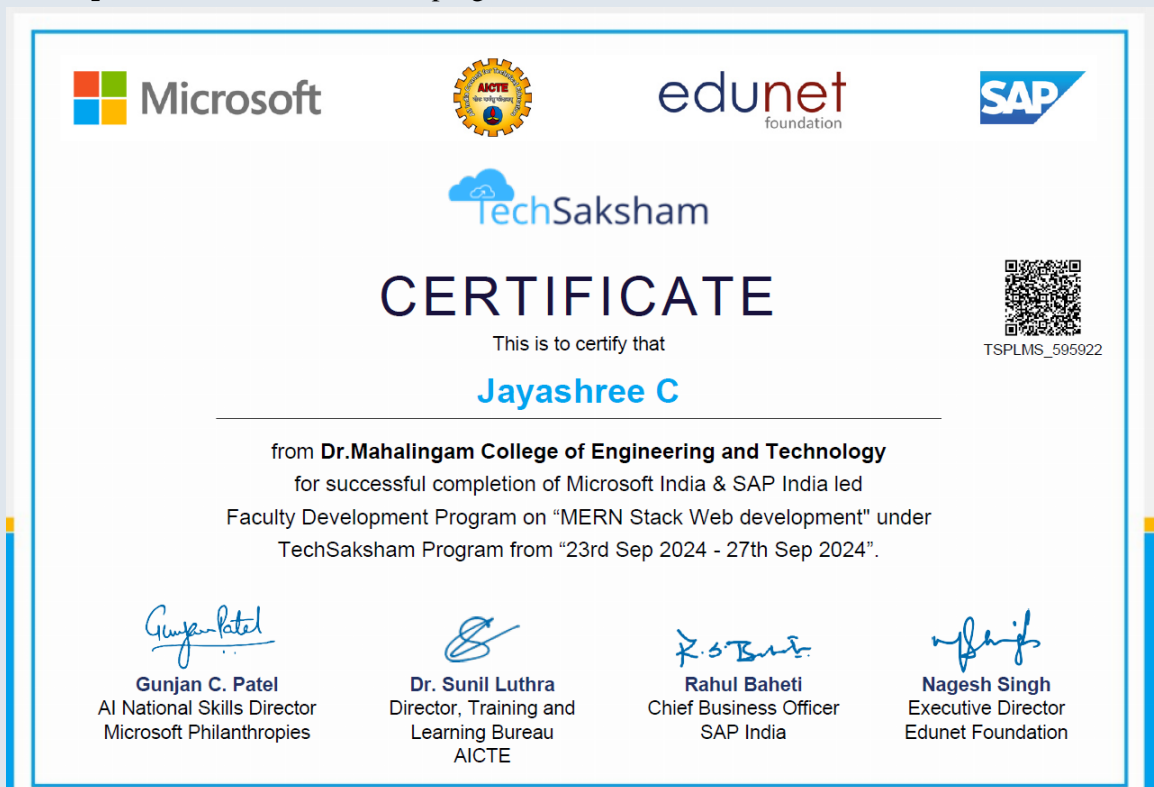 Microsoft
AICTE
edunet
foundation
SAP
TechSaksham
CERTIFICATE
This is to certify that
TSPLMS_595922
Jayashree C
from Dr.Mahalingam College of Engineering and Technology
for successful completion of Microsoft India & SAP India led
Faculty Development Program on “MERN Stack Web development" under
TechSaksham Program from “23rd Sep 2024 - 27th Sep 2024”.
Gunjan Patel
R.S.
Gunjan C. Patel
Dr. Sunil Luthra
Rahul Baheti
Nagesh Singh
AI National Skills Director
Director, Training and
Chief Business Officer
Executive Director
Microsoft Philanthropies
Learning Bureau
SAP India
Edunet Foundation
AICTE